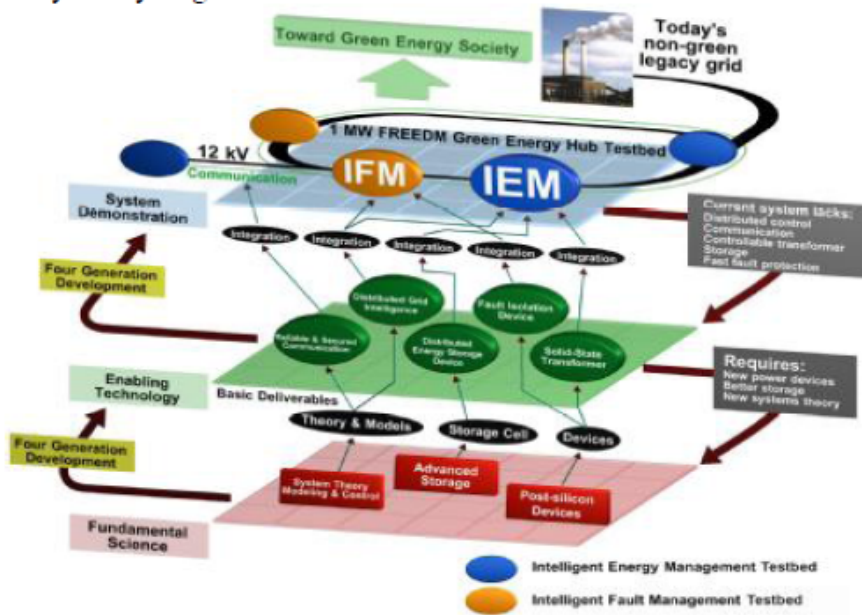 Toward Green Energy Society
Today's
non-green
legacy grid
1 MW FREEDM Green Energy Hub Testbed
12 kV
Communication
IFM
IEM
System
Demonstration
Current system lacks:
Distributed control
Communication
Controllable transformer
Storage
Fast fault protection
Integration
Integration
Integration
Integration
Integration
Four Generation
Development
Distributed Grid
Intelligence
Fault Isolation
Device
Reliable & Secured
Communication
Distributed
Energy Storage
Device
Solid-State
Transformer
Enabling
Technology
Basic Deliverables
Requires:
New power devices
Better storage
New systems theory
Theory & Models
Storage Cell
Devices
Four Generation
Development
System Theory
Modeling & Control
Advanced
Storage
Post-silicon
Devices
Fundamental
Science
Intelligent Energy Management Testbed
Intelligent Fault Management Testbed